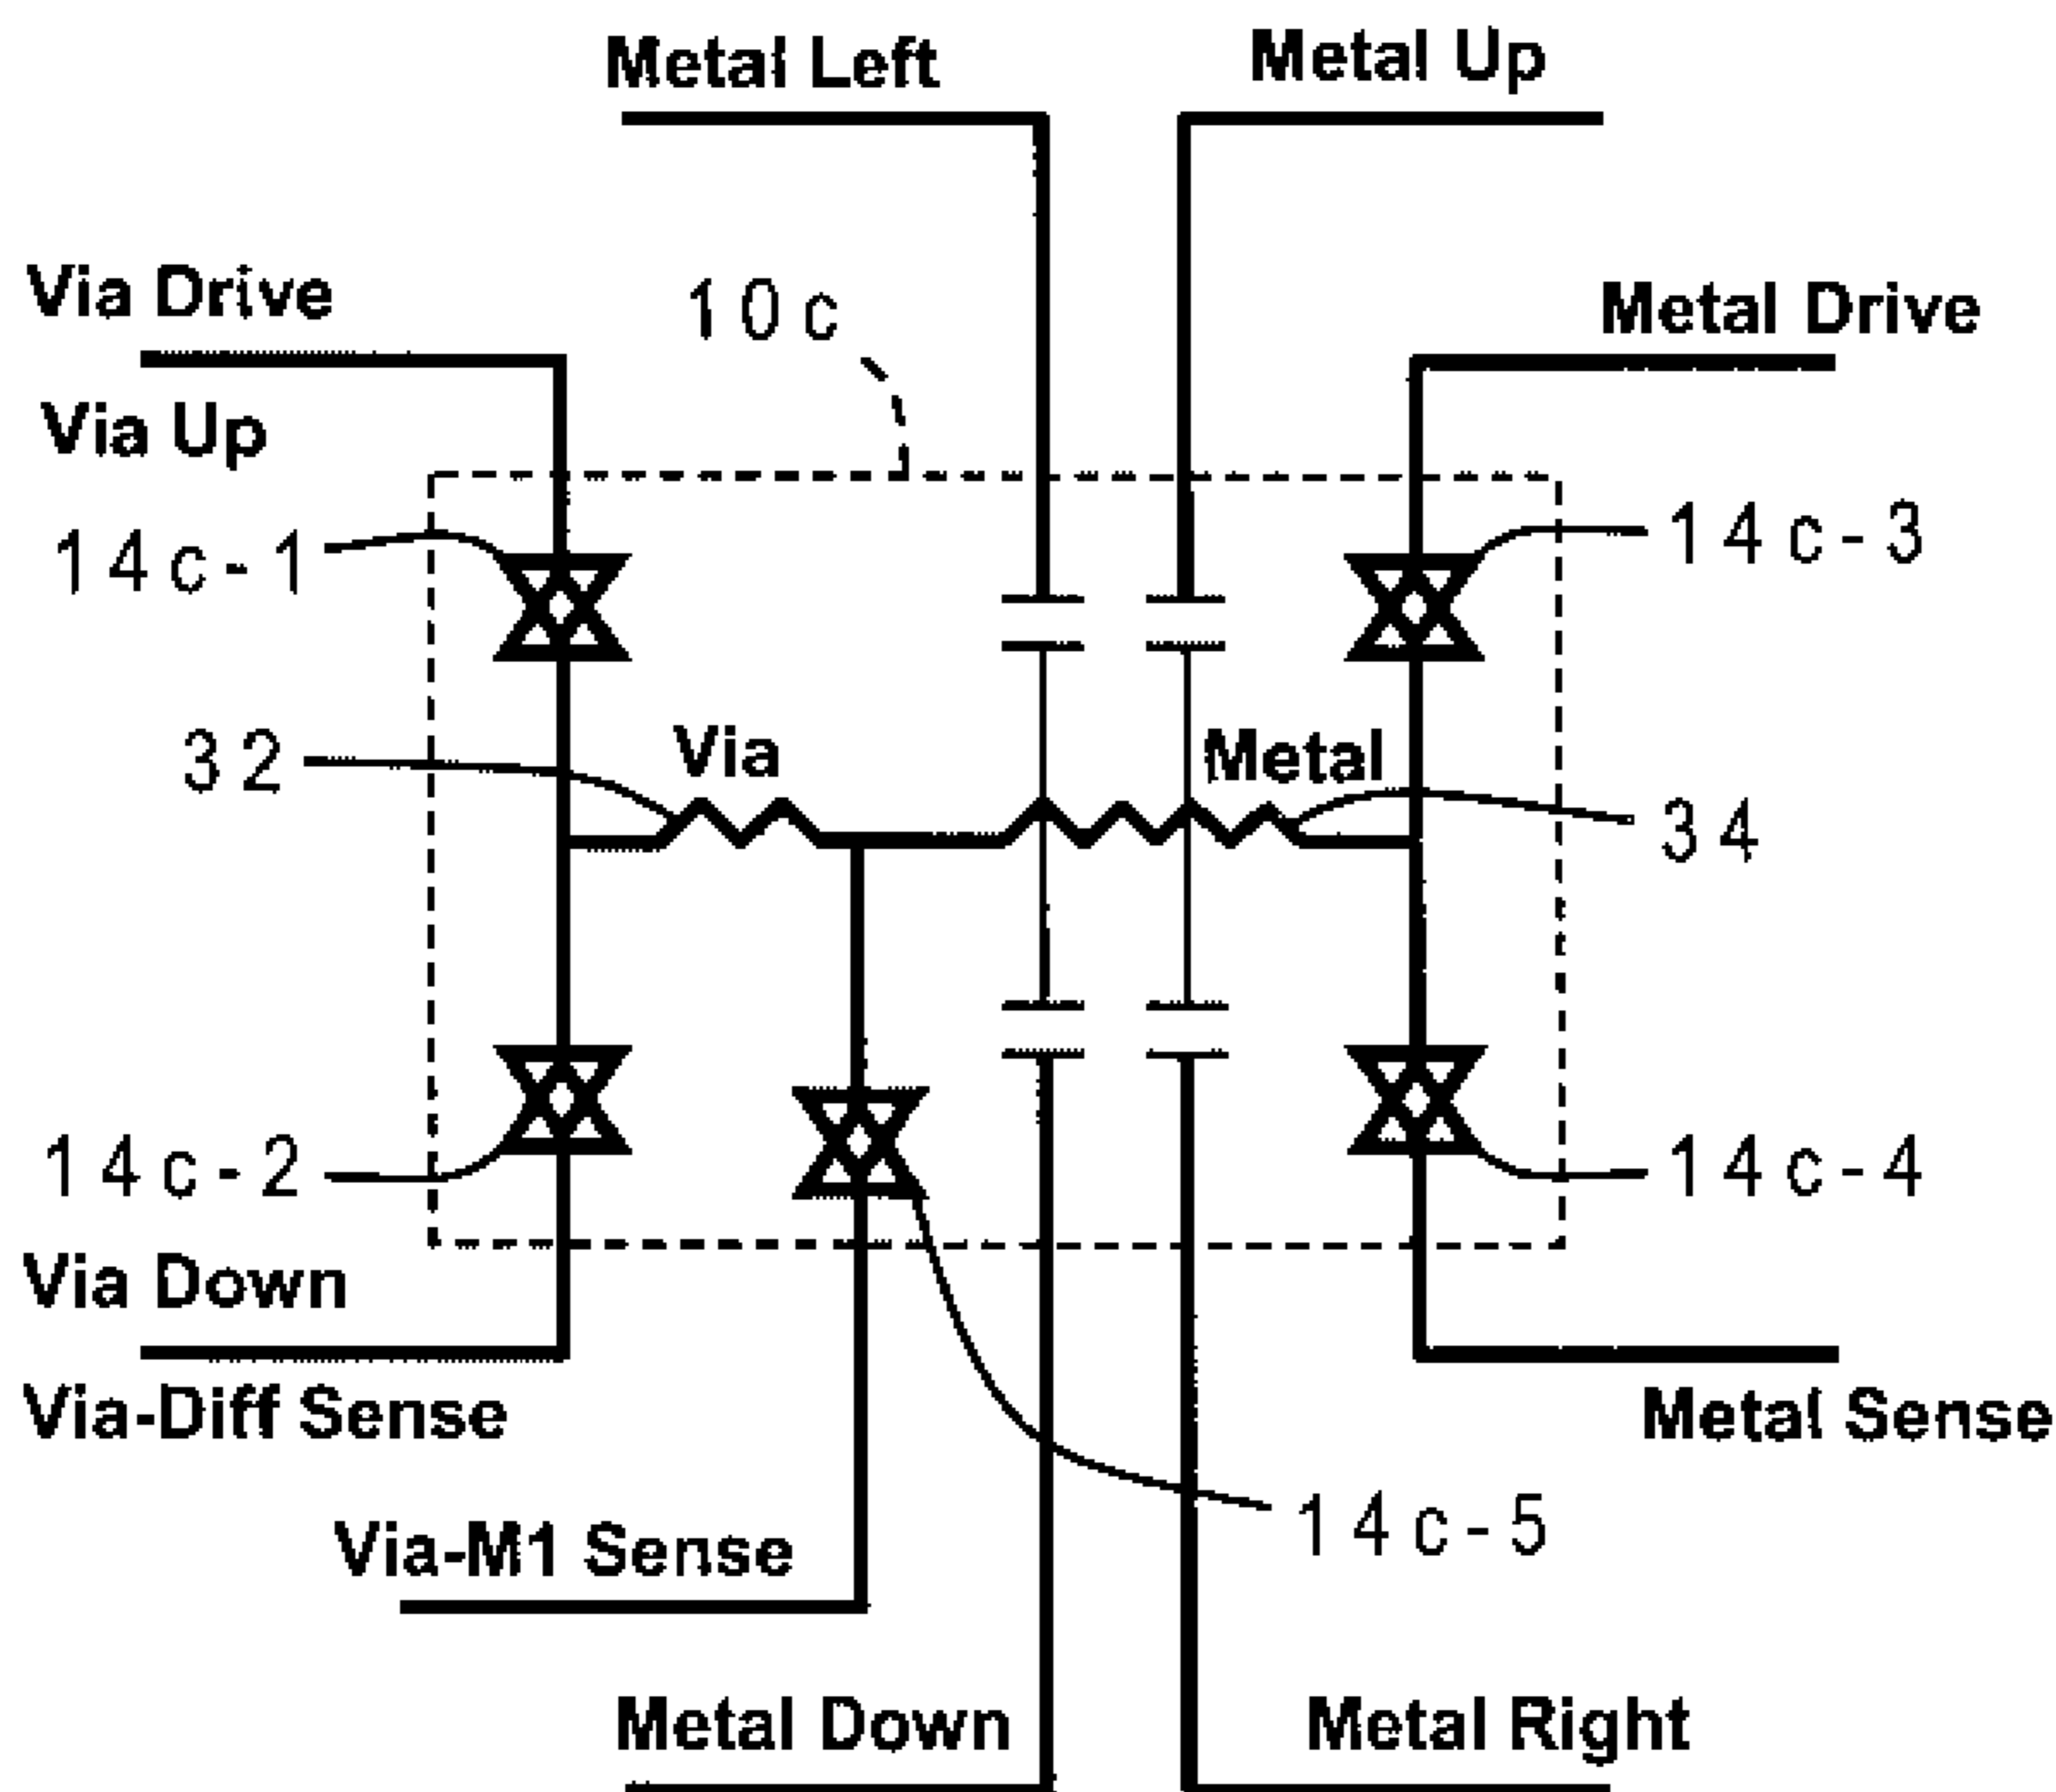 Metal Left
Metal Up
Via Drive
10c
Metal Drive
Via Up
14c-1
14c-3
32
Via
Metal
34
14c-2
14c-4
Via Down
Via-Diff Sense
Metal Sense
Via-M1 Sense
14c-5
Metal Down
Metal Right